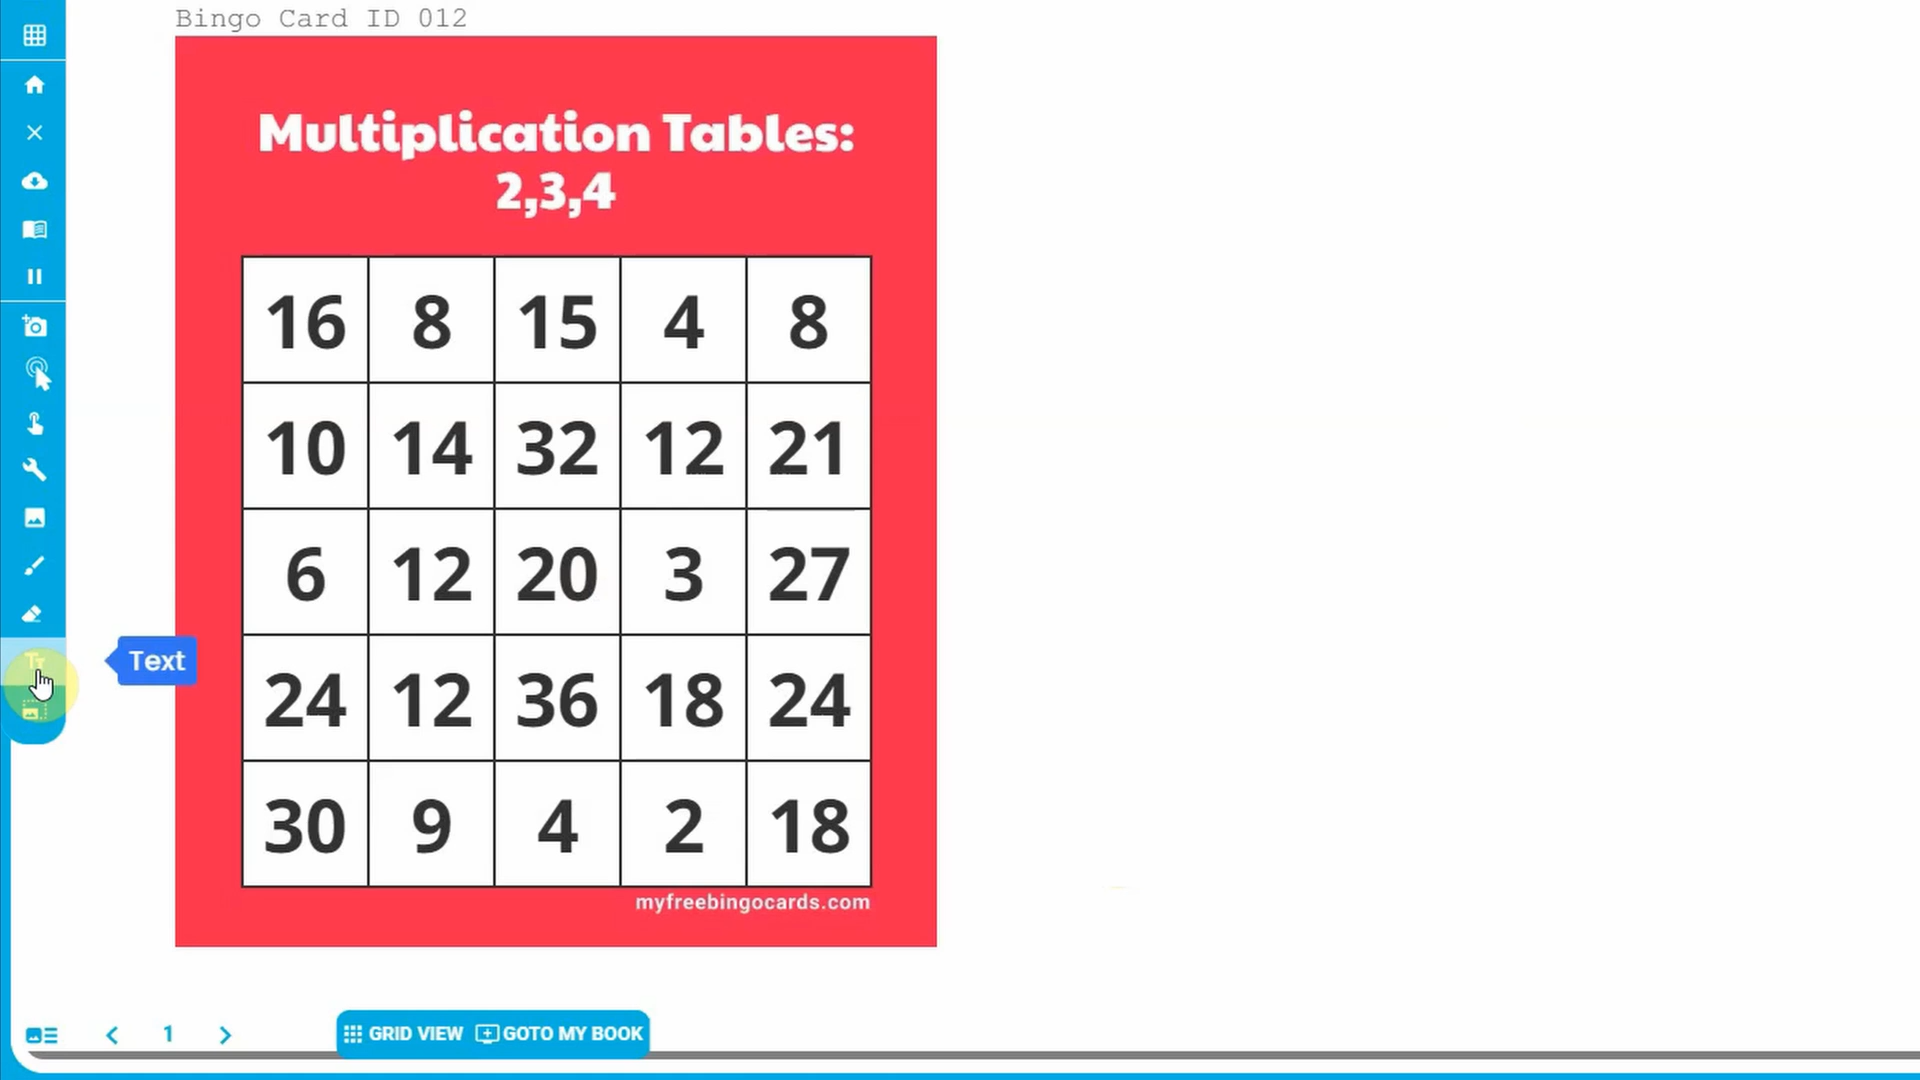 Bingo Card ID 012
Multiplication Tables:
2,3,4
16 8 15 4 8
10 14 32 12 21
6 12 20 3 27
24 12 36 18 24
30 9 4 2 18
myfreebingocards.com
Text
1
GRID VIEW GOTO MY BOOK